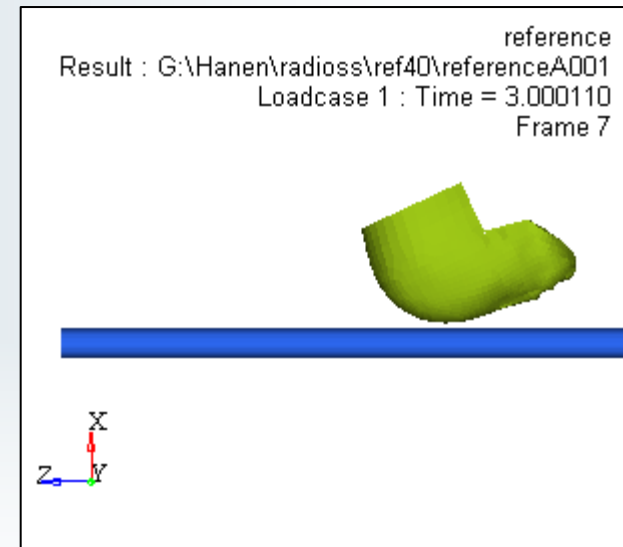 reference
Result : G:\Hanen\radioss\ref40\referenceA001
Loadcase 1 : Time = 3.000110
Frame 7
X
Z
Y